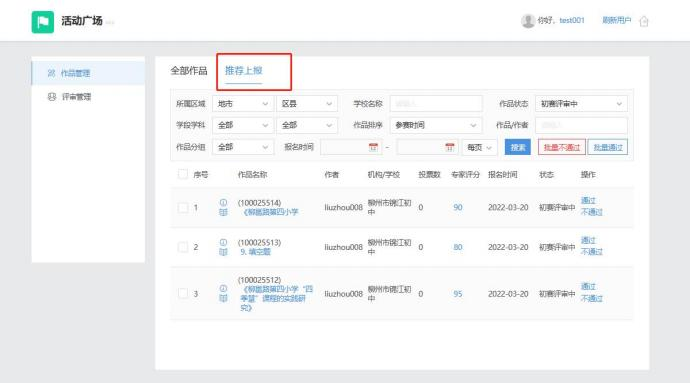 活动广场
你好，test001 刷新用户
作品管理
评审管理
全部作品 推荐上报
所属区域 地市 区县 学校名称 请输入 作品状态 初赛评审中
学段学科 全部 全部 作品排序 参赛时间 作品/作者 请输入
作品分组 全部 报名时间 - 每页 搜索 批量不通过 批量通过
序号 作品名称 作者 机构/学校 投票数 专家评分 报名时间 状态 操作
1 (100025514) 《柳邕路第四小学 liuzhou008 柳州市锦江初中 0 90 2022-03-20 初赛评审中 通过 不通过
2 (100025513) 9. 填空题 liuzhou008 柳州市锦江初中 0 80 2022-03-20 初赛评审中 通过 不通过
3 (100025512) 《柳邕路第四小学“四季慧”课程的实践研究》 liuzhou008 柳州市锦江初中 0 95 2022-03-20 初赛评审中 通过 不通过